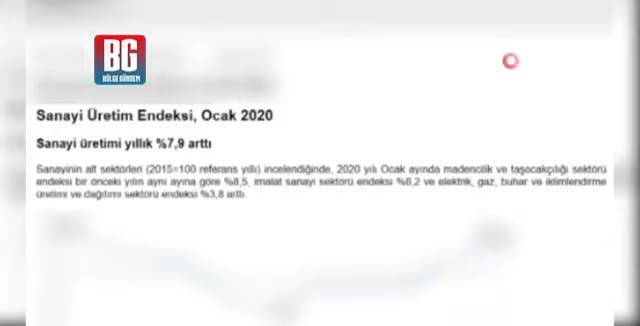 BG
BÖLGE GÜNDEM
Sanayi Üretim Endeksi, Ocak 2020
Sanayi üretimi yıllık %7,9 arttı
Sanayinin alt sektörleri (2015=100 referans yıllı) incelendiğinde, 2020 yılı Ocak ayında madencilik ve taşocakçılığı sektörü
endeksi bir önceki yılın aynı ayına göre %8,5, imalat sanayi sektörü endeksi %8,2 ve elektrik, gaz, buhar ve iklimlendirme
üretimi ve dağıtımı sektörü endeksi %3,8 arttı.